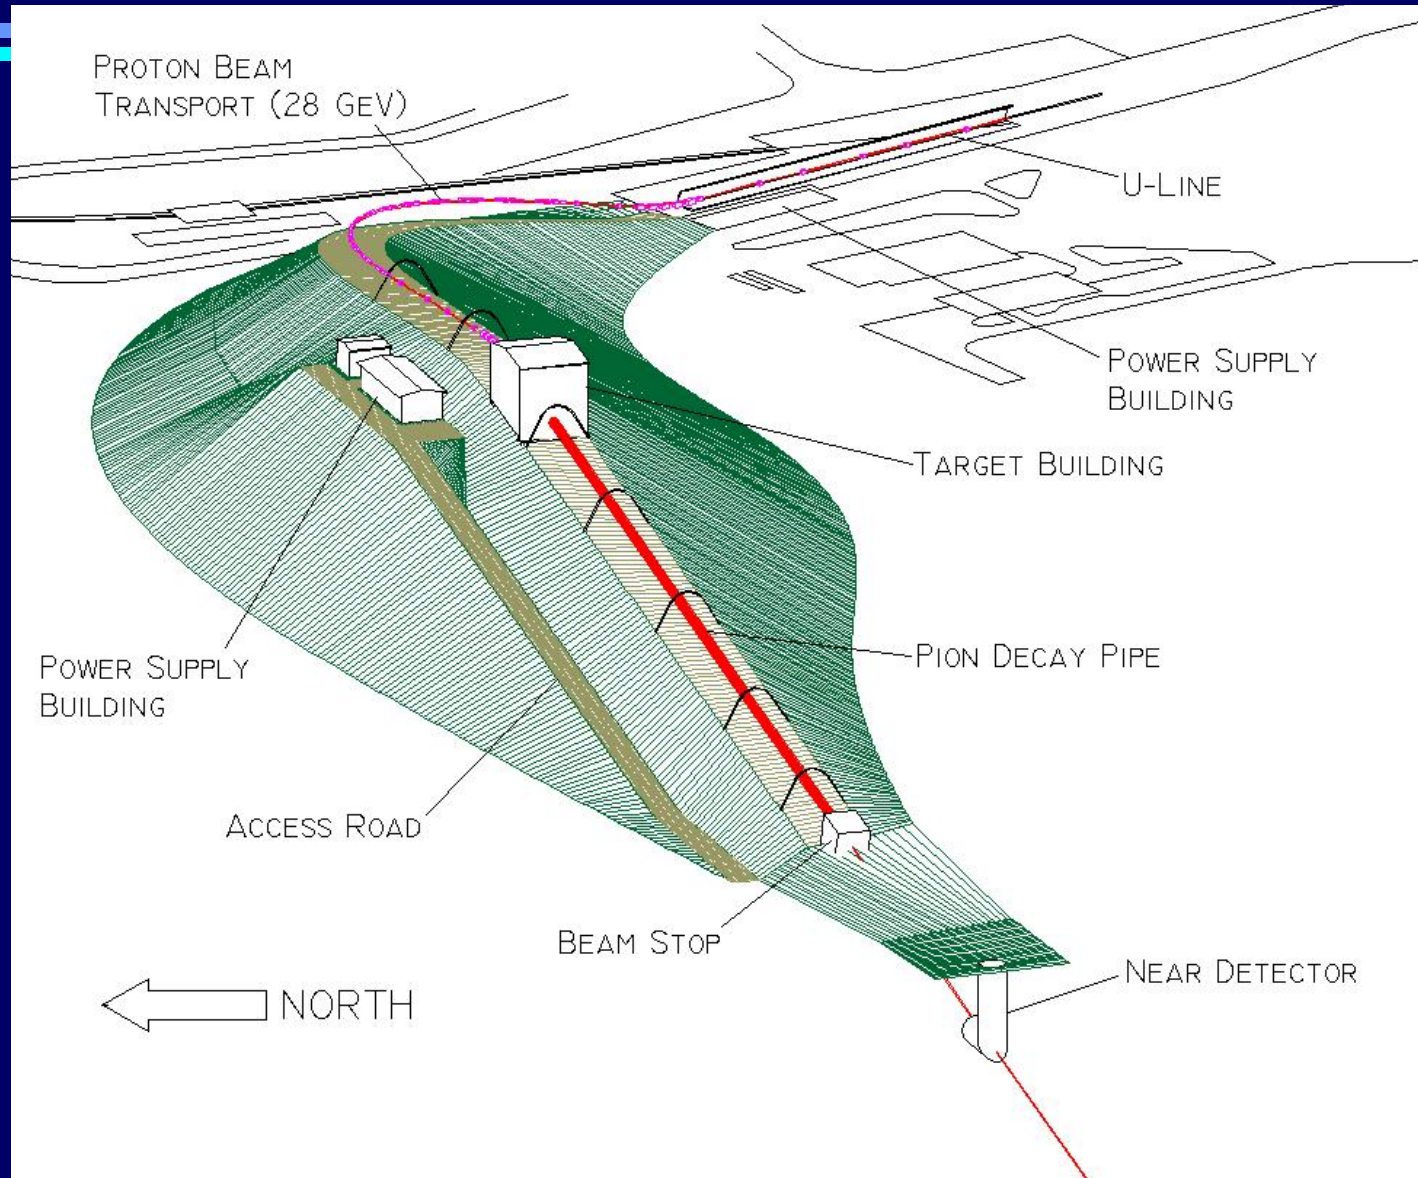 PROTON BEAM
TRANSPORT (28 GEV)
U-LINE
POWER SUPPLY
BUILDING
TARGET BUILDING
PION DECAY PIPE
POWER SUPPLY
BUILDING
ACCESS ROAD
BEAM STOP
NEAR DETECTOR
NORTH